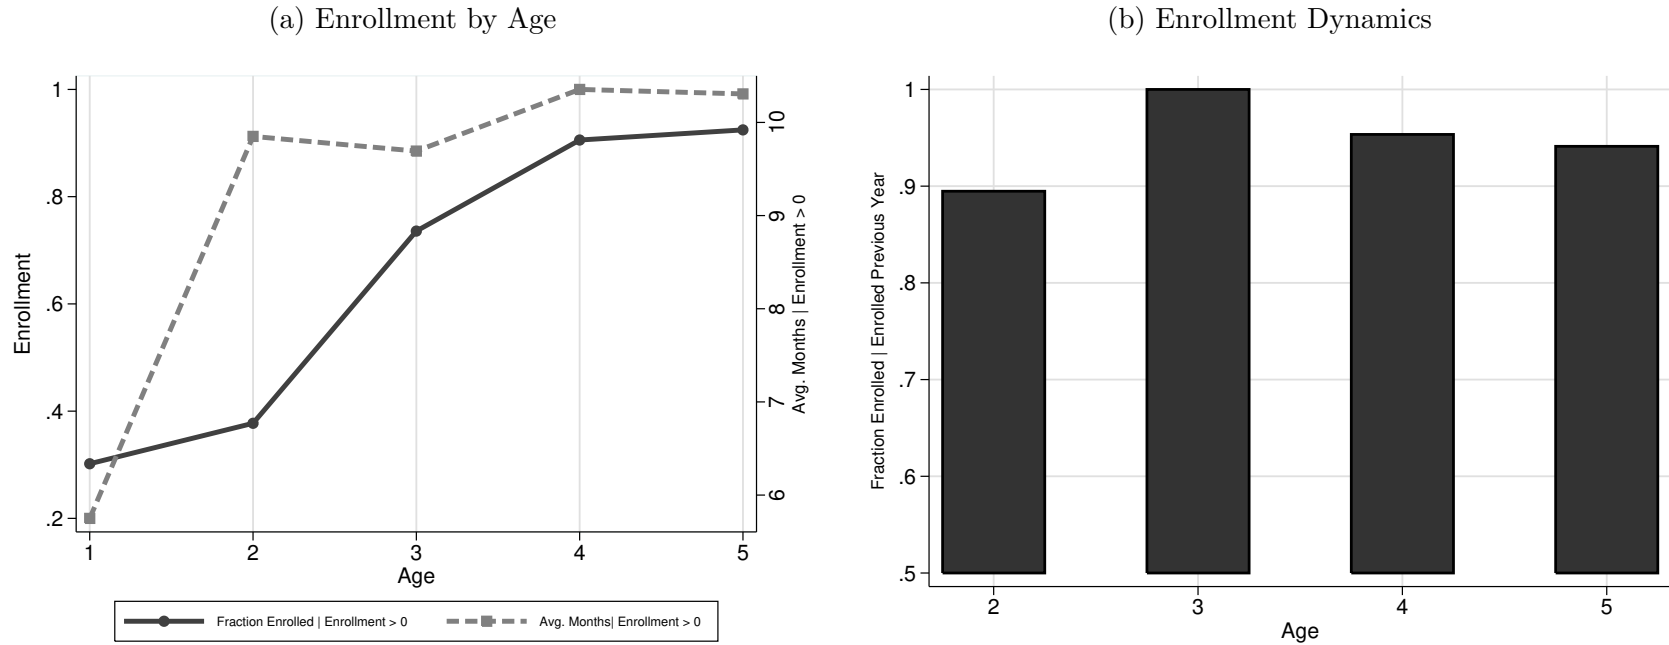 (a) Enrollment by Age
1
.8
.6
.4
.2
Enrollment
10
9
8
7
6
Avg. Months | Enrollment > 0
1 2 3 4 5
Age
Fraction Enrolled | Enrollment > 0
Avg. Months| Enrollment > 0
(b) Enrollment Dynamics
1
.9
.8
.7
.6
.5
Fraction Enrolled | Enrolled Previous Year
2 3 4 5
Age